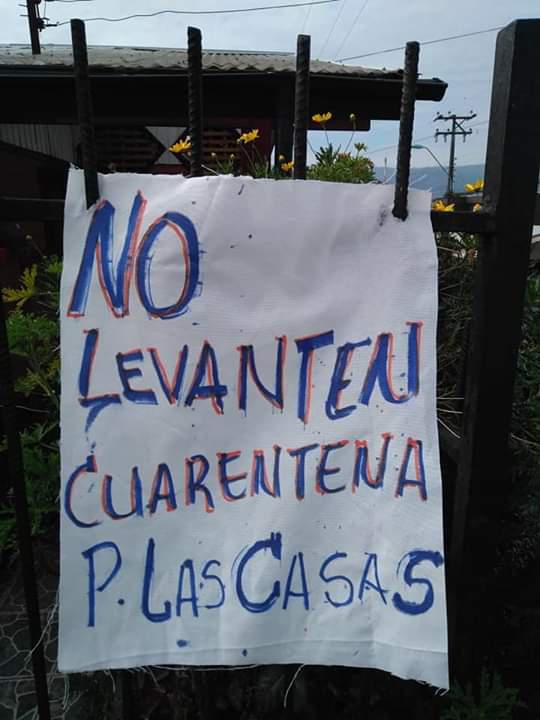 NO
LEVANTEN
CUARENTENA
P. LAS CASAS